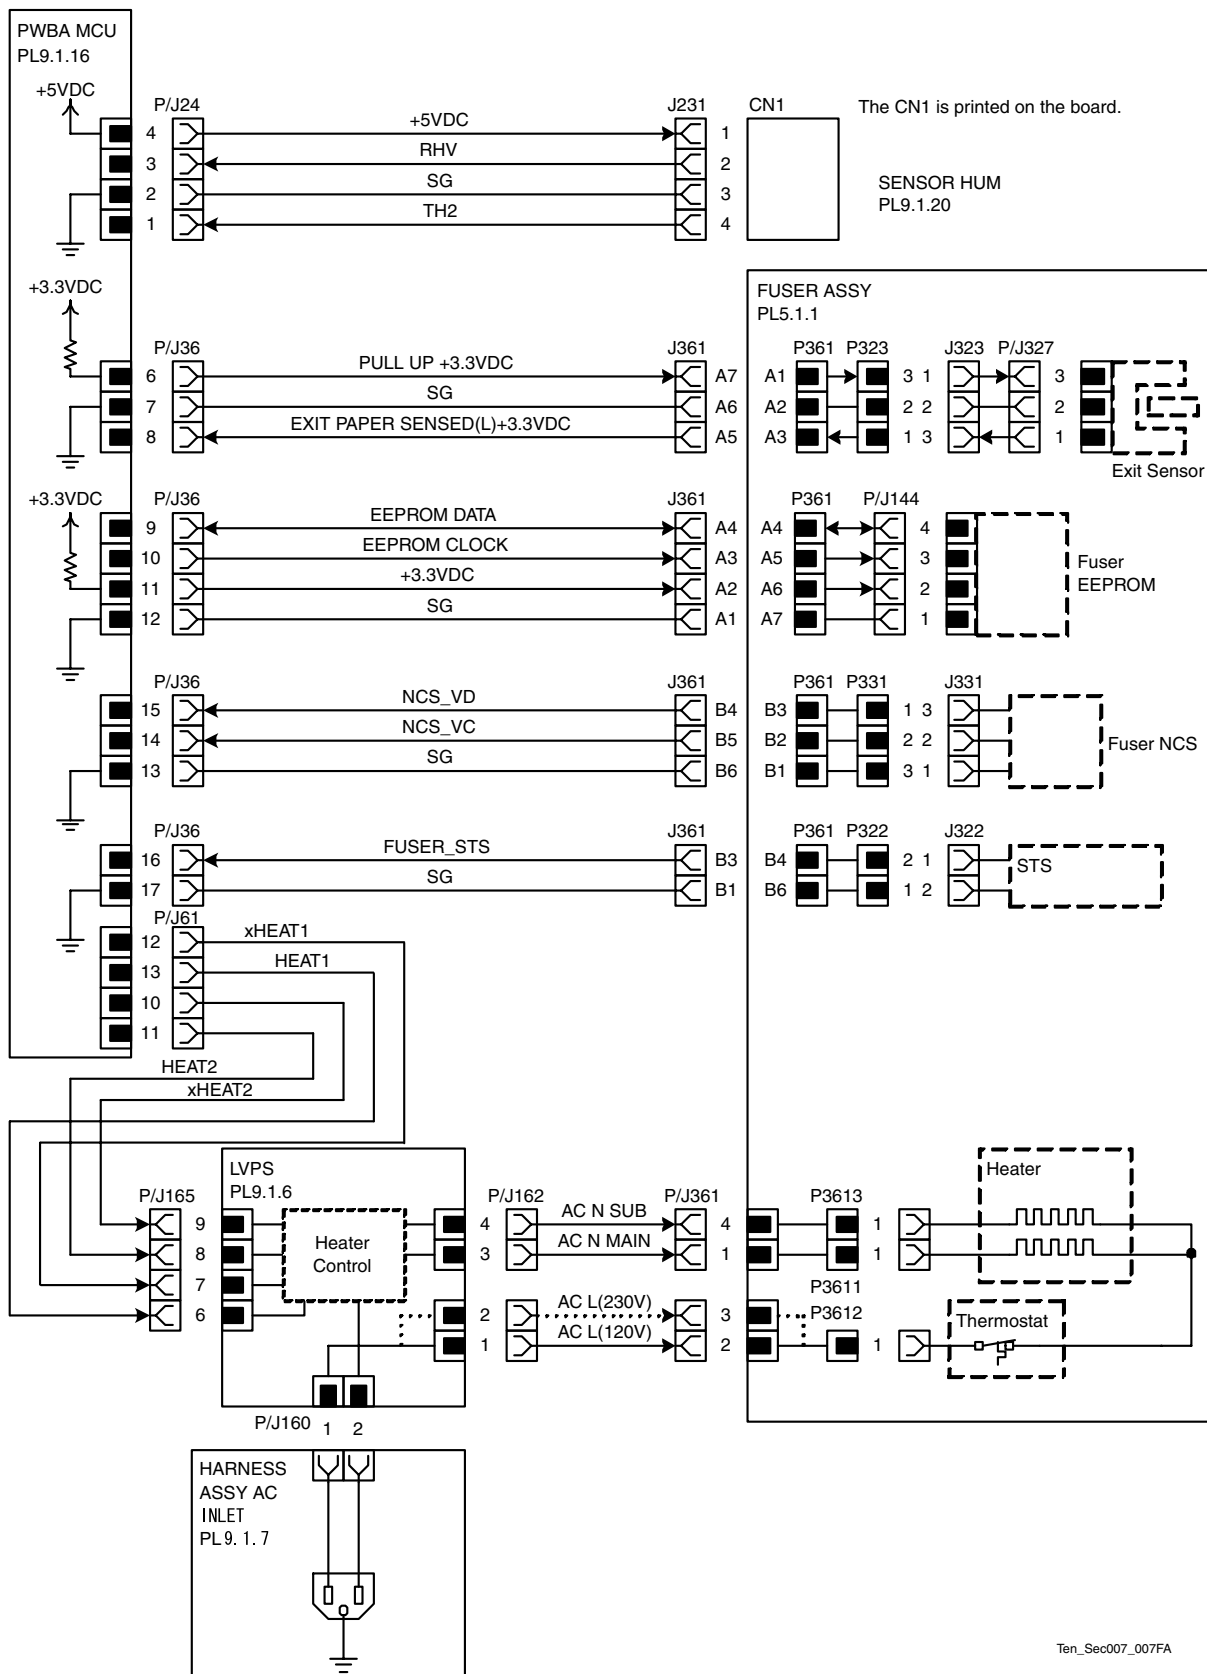 PWBA MCU
PL9.1.16
+5VDC
P/J24
J231
CN1
The CN1 is printed on the board.
4 +5VDC 1
3 RHV 2
2 SG 3
1 TH2 4
SENSOR HUM
PL9.1.20
+3.3VDC
FUSER ASSY
PL5.1.1
P/J36 J361 P361 P323 J323 P/J327
6 PULL UP +3.3VDC A7 A1 3 1 3
7 SG A6 A2 2 2 2
8 EXIT PAPER SENSED(L)+3.3VDC A5 A3 1 3 1
Exit Sensor
+3.3VDC
P/J36 J361 P361 P/J144
9 EEPROM DATA A4 A4 4
10 EEPROM CLOCK A3 A5 3
11 +3.3VDC A2 A6 2
12 SG A1 A7 1
Fuser
EEPROM
P/J36 J361 P361 P331 J331
15 NCS_VD B4 B3 1 3
14 NCS_VC B5 B2 2 2
13 SG B6 B1 3 1
Fuser NCS
P/J36 J361 P361 P322 J322
16 FUSER_STS B3 B4 2 1
17 SG B1 B6 1 2
STS
P/J61
12 xHEAT1
13 HEAT1
10
11
HEAT2
xHEAT2
LVPS
PL9.1.6
Heater
P/J165 P/J162 P/J361 P3613
9 4 AC N SUB 4 1
8 3 AC N MAIN 1 1
Heater
Control
7
6
P3611
2 AC L(230V) 3 P3612
1 AC L(120V) 2 1
Thermostat
P/J160 1 2
HARNESS
ASSY AC
INLET
PL9.1.7
Ten_Sec007_007FA